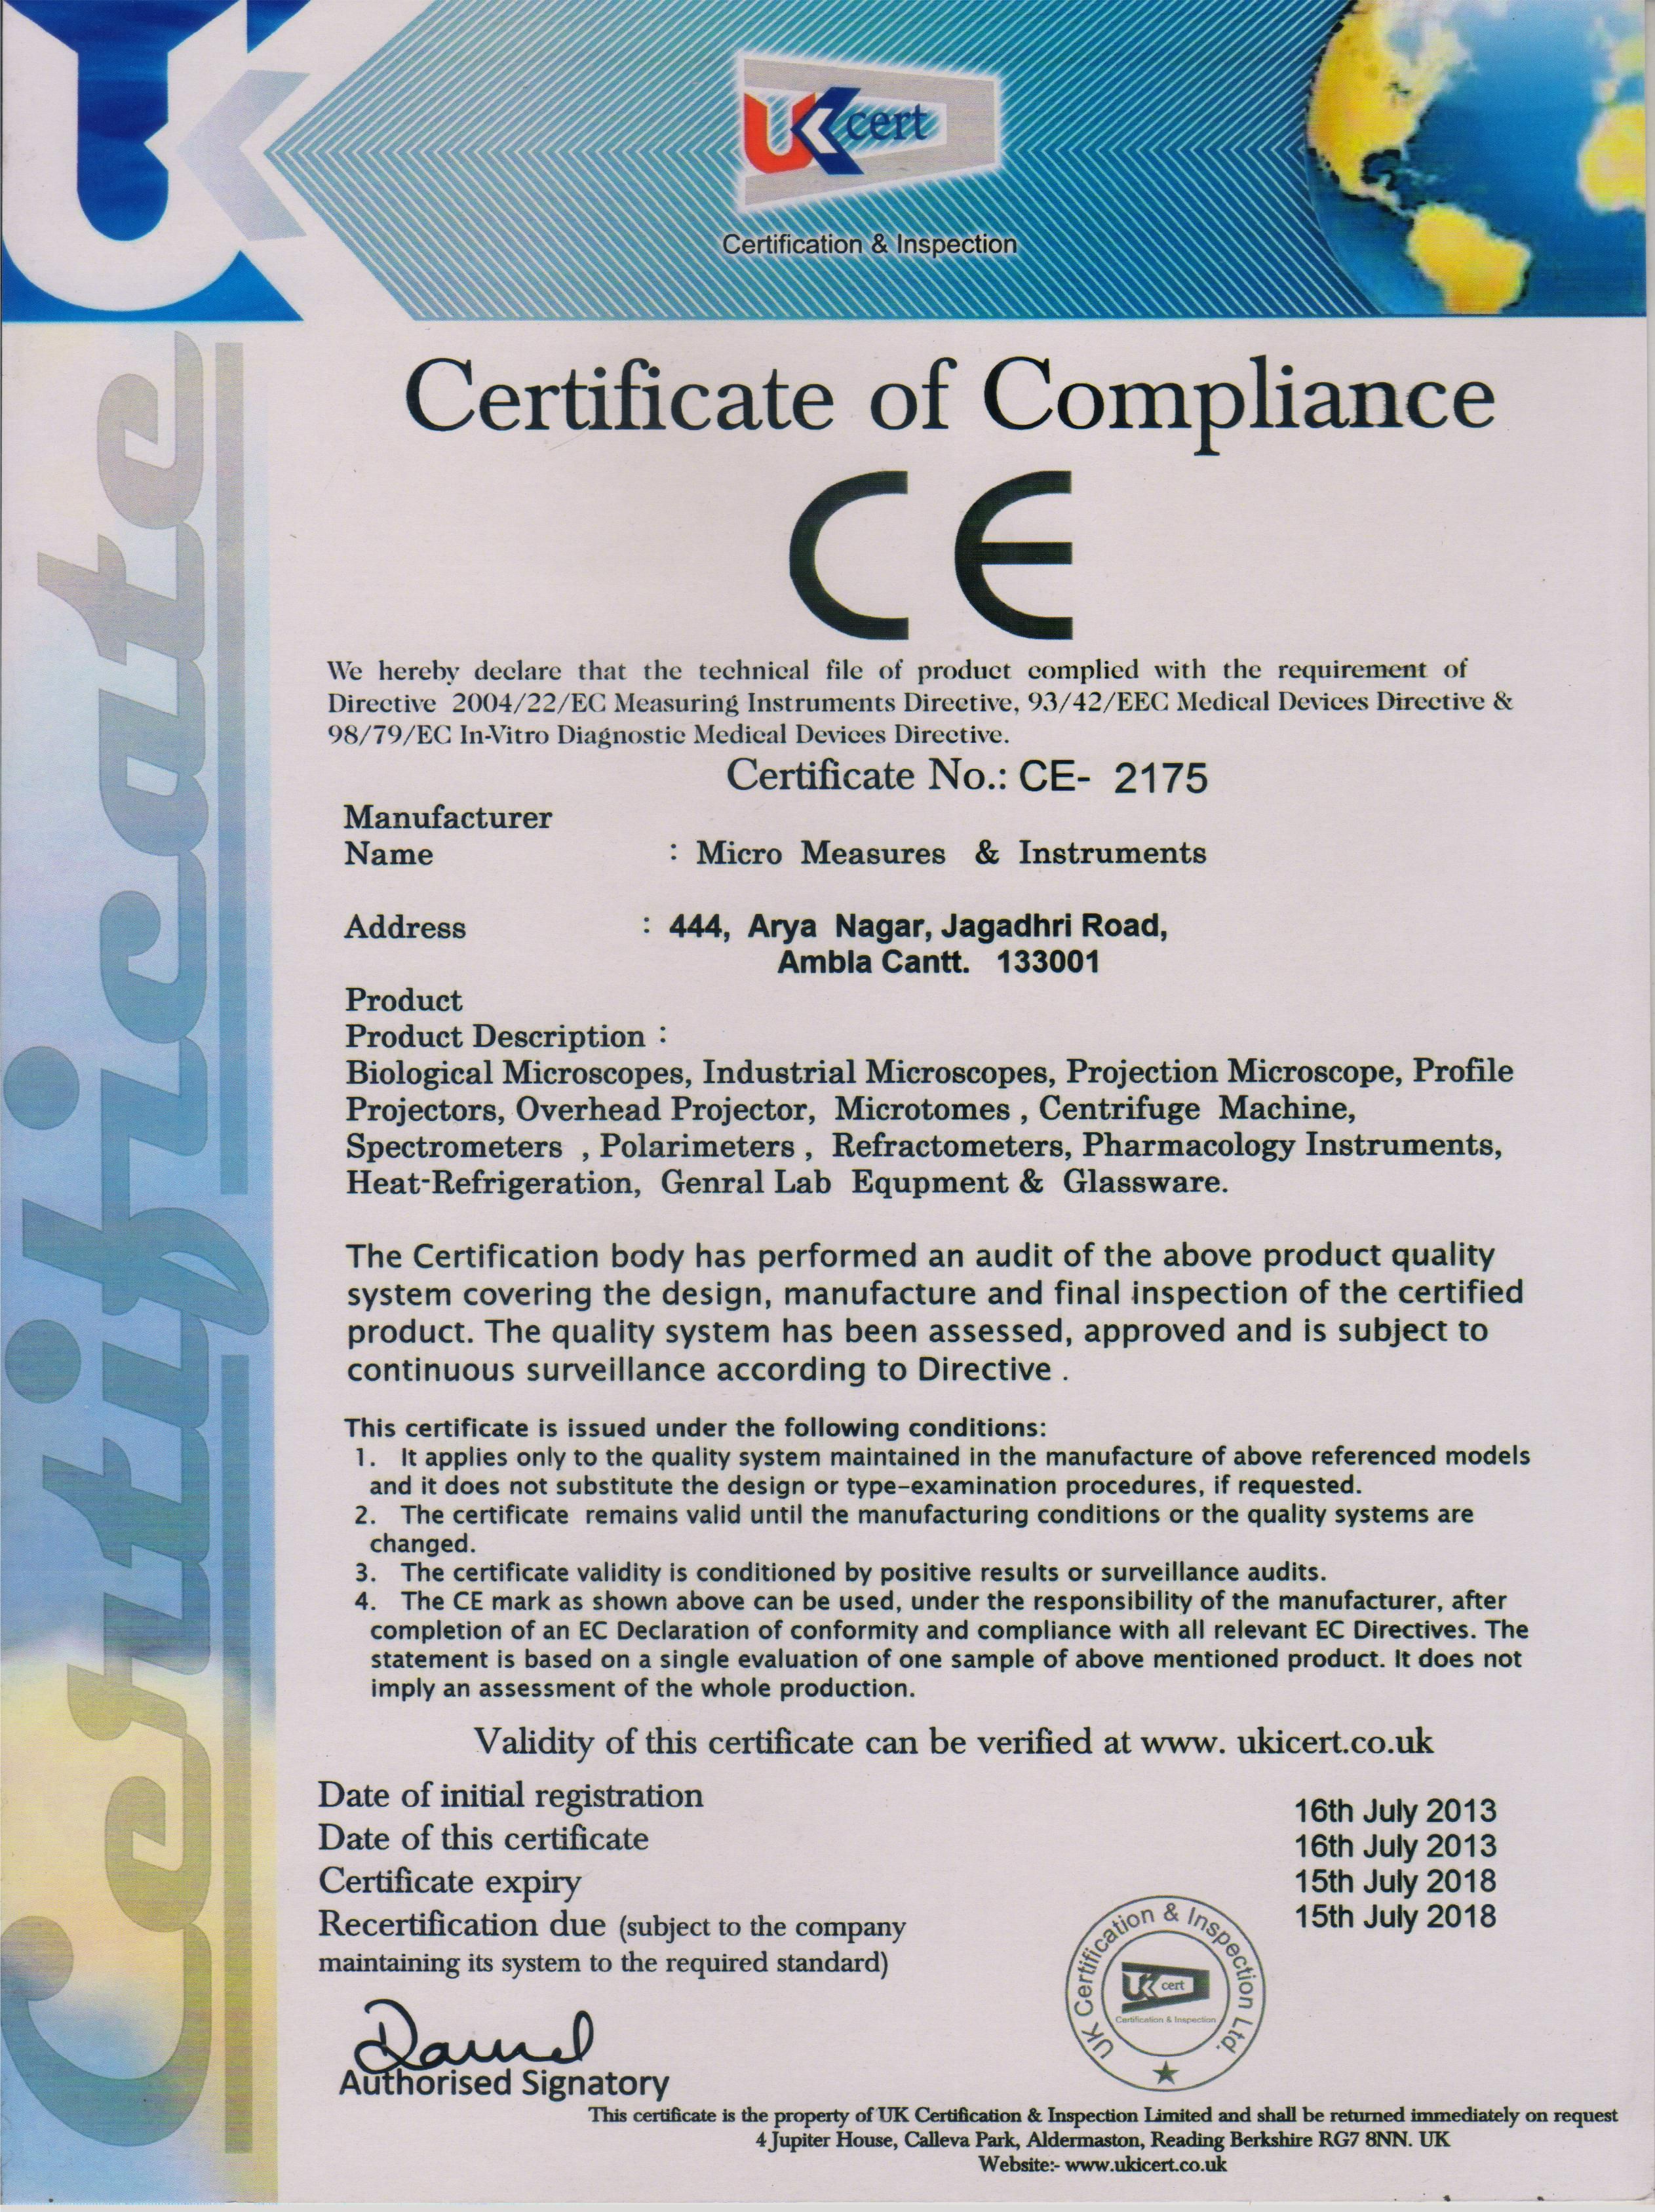 UK
UK cert
Certification & Inspection
Certificate
Certificate of Compliance
CE
We hereby declare that the technical file of product complied with the requirement of
Directive 2004/22/EC Measuring Instruments Directive, 93/42/EEC Medical Devices Directive &
98/79/EC In-Vitro Diagnostic Medical Devices Directive.
Certificate No.: CE- 2175
Manufacturer
Name : Micro Measures & Instruments
Address : 444, Arya Nagar, Jagadhri Road,
Ambla Cantt. 133001
Product
Product Description :
Biological Microscopes, Industrial Microscopes, Projection Microscope, Profile
Projectors, Overhead Projector, Microtomes , Centrifuge Machine,
Spectrometers , Polarimeters , Refractometers, Pharmacology Instruments,
Heat-Refrigeration, Genral Lab Equpment & Glassware.
The Certification body has performed an audit of the above product quality
system covering the design, manufacture and final inspection of the certified
product. The quality system has been assessed, approved and is subject to
continuous surveillance according to Directive .
This certificate is issued under the following conditions:
1. It applies only to the quality system maintained in the manufacture of above referenced models
and it does not substitute the design or type-examination procedures, if requested.
2. The certificate remains valid until the manufacturing conditions or the quality systems are
changed.
3. The certificate validity is conditioned by positive results or surveillance audits.
4. The CE mark as shown above can be used, under the responsibility of the manufacturer, after
completion of an EC Declaration of conformity and compliance with all relevant EC Directives. The
statement is based on a single evaluation of one sample of above mentioned product. It does not
imply an assessment of the whole production.
Validity of this certificate can be verified at www. ukicert.co.uk
Date of initial registration 16th July 2013
Date of this certificate 16th July 2013
Certificate expiry 15th July 2018
Recertification due (subject to the company 15th July 2018
maintaining its system to the required standard)
UK Certification & Inspection Ltd.
UK cert
Certification & Inspection
Daniel
Authorised Signatory
This certificate is the property of UK Certification & Inspection Limited and shall be returned immediately on request
4 Jupiter House, Calleva Park, Aldermaston, Reading Berkshire RG7 8NN. UK
Website:- www.ukicert.co.uk